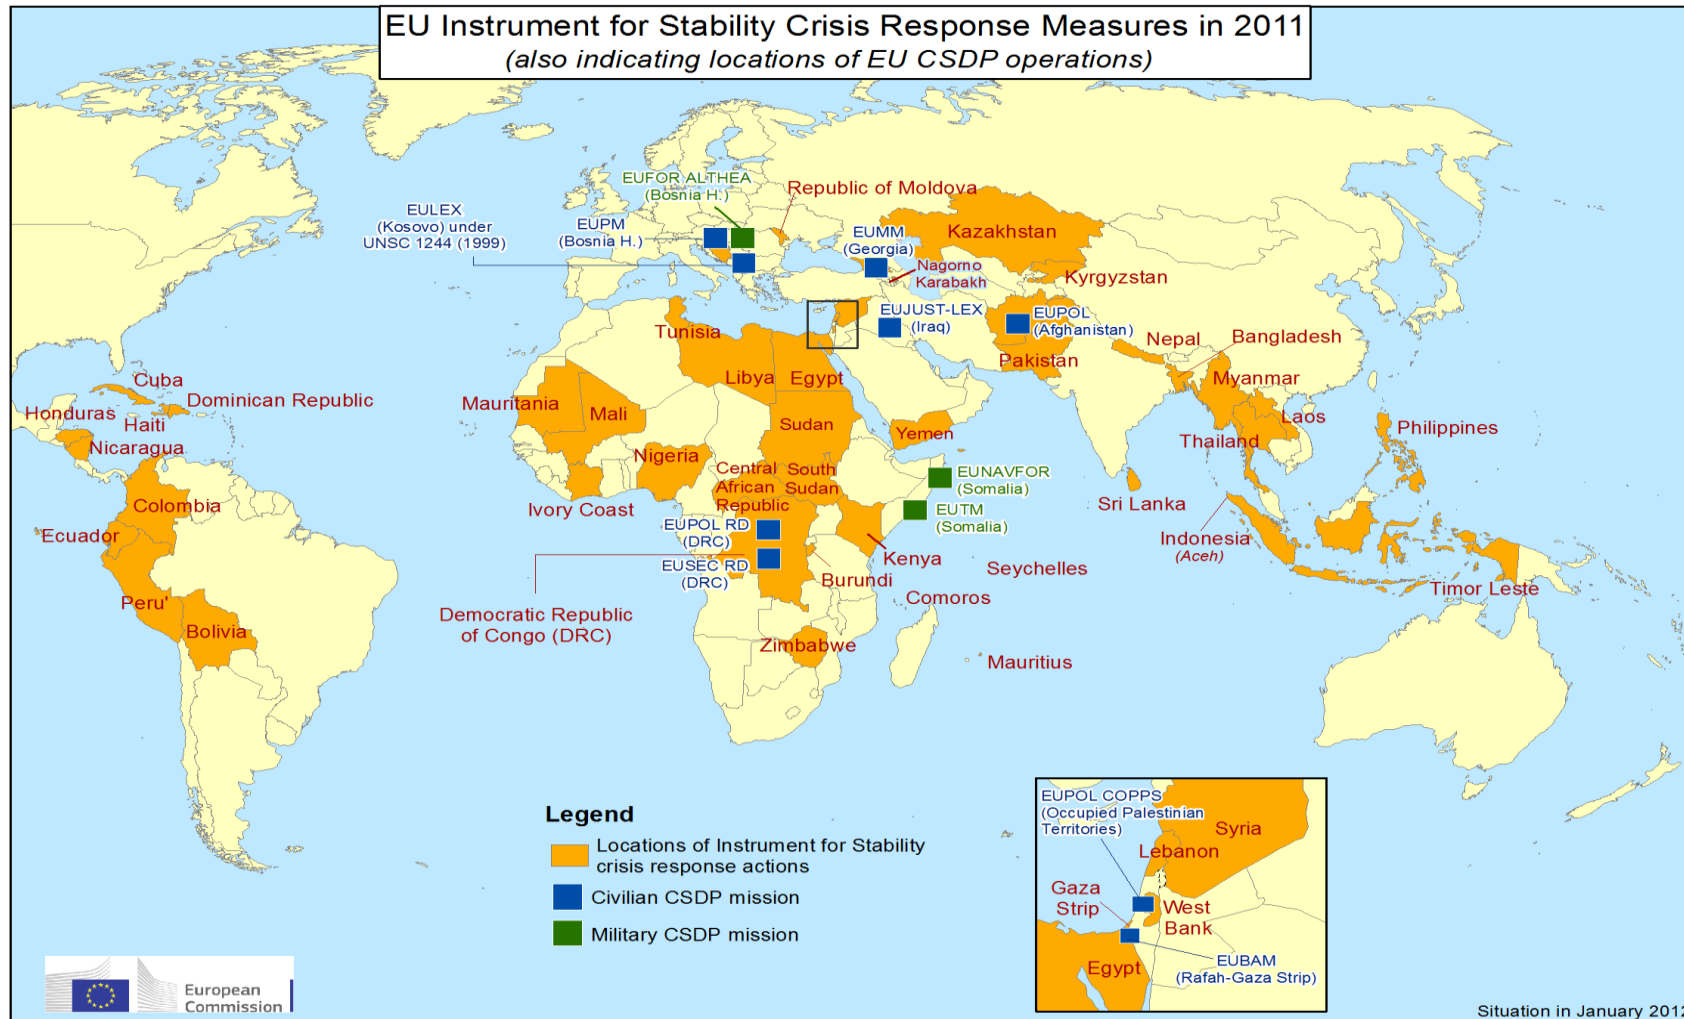 EU Instrument for Stability Crisis Response Measures in 2011
(also indicating locations of EU CSDP operations)
EUFOR ALTHEA
(Bosnia H.)
Republic of Moldova
EULEX
(Kosovo) under
UNSC 1244 (1999)
EUPM
(Bosnia H.)
EUMM
(Georgia)
Kazakhstan
Nagorno
Karabakh
Kyrgyzstan
EUJUST-LEX
(Iraq)
EUPOL
(Afghanistan)
Tunisia
Nepal
Bangladesh
Pakistan
Libya
Egypt
Myanmar
Cuba
Dominican Republic
Honduras
Haiti
Nicaragua
Mauritania
Mali
Sudan
Yemen
Laos
Thailand
Philippines
Nigeria
Central
African
Republic
South
Sudan
EUNAVFOR
(Somalia)
EUTM
(Somalia)
Colombia
Ivory Coast
Sri Lanka
Ecuador
EUPOL RD
(DRC)
EUSEC RD
(DRC)
Kenya
Indonesia
(Aceh)
Burundi
Seychelles
Comoros
Timor Leste
Peru'
Bolivia
Democratic Republic
of Congo (DRC)
Zimbabwe
Mauritius
Legend
Locations of Instrument for Stability
crisis response actions
Civilian CSDP mission
Military CSDP mission
EUPOL COPPS
(Occupied Palestinian
Territories)
Syria
Lebanon
Gaza
Strip
West
Bank
Egypt
EUBAM
(Rafah-Gaza Strip)
European
Commission
Situation in January 2012